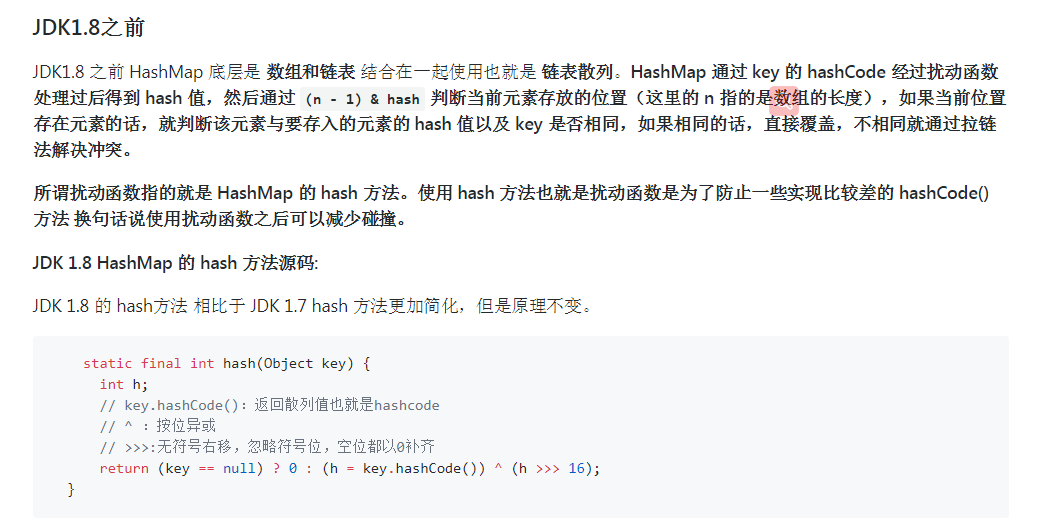 JDK1.8之前
JDK1.8 之前 HashMap 底层是 数组和链表 结合在一起使用也就是 链表散列。HashMap 通过 key 的 hashCode 经过扰动函数
处理过后得到 hash 值，然后通过 (n - 1) & hash 判断当前元素存放的位置（这里的 n 指的是数组的长度），如果当前位置
存在元素的话，就判断该元素与要存入的元素的 hash 值以及 key 是否相同，如果相同的话，直接覆盖，不相同就通过拉链
法解决冲突。
所谓扰动函数指的就是 HashMap 的 hash 方法。使用 hash 方法也就是扰动函数是为了防止一些实现比较差的 hashCode()
方法 换句话说使用扰动函数之后可以减少碰撞。
JDK 1.8 HashMap 的 hash 方法源码:
JDK 1.8 的 hash方法 相比于 JDK 1.7 hash 方法更加简化，但是原理不变。
static final int hash(Object key) {
int h;
// key.hashCode()：返回散列值也就是hashcode
// ^ ：按位异或
// >>>:无符号右移，忽略符号位，空位都以0补齐
return (key == null) ? 0 : (h = key.hashCode()) ^ (h >>> 16);
}